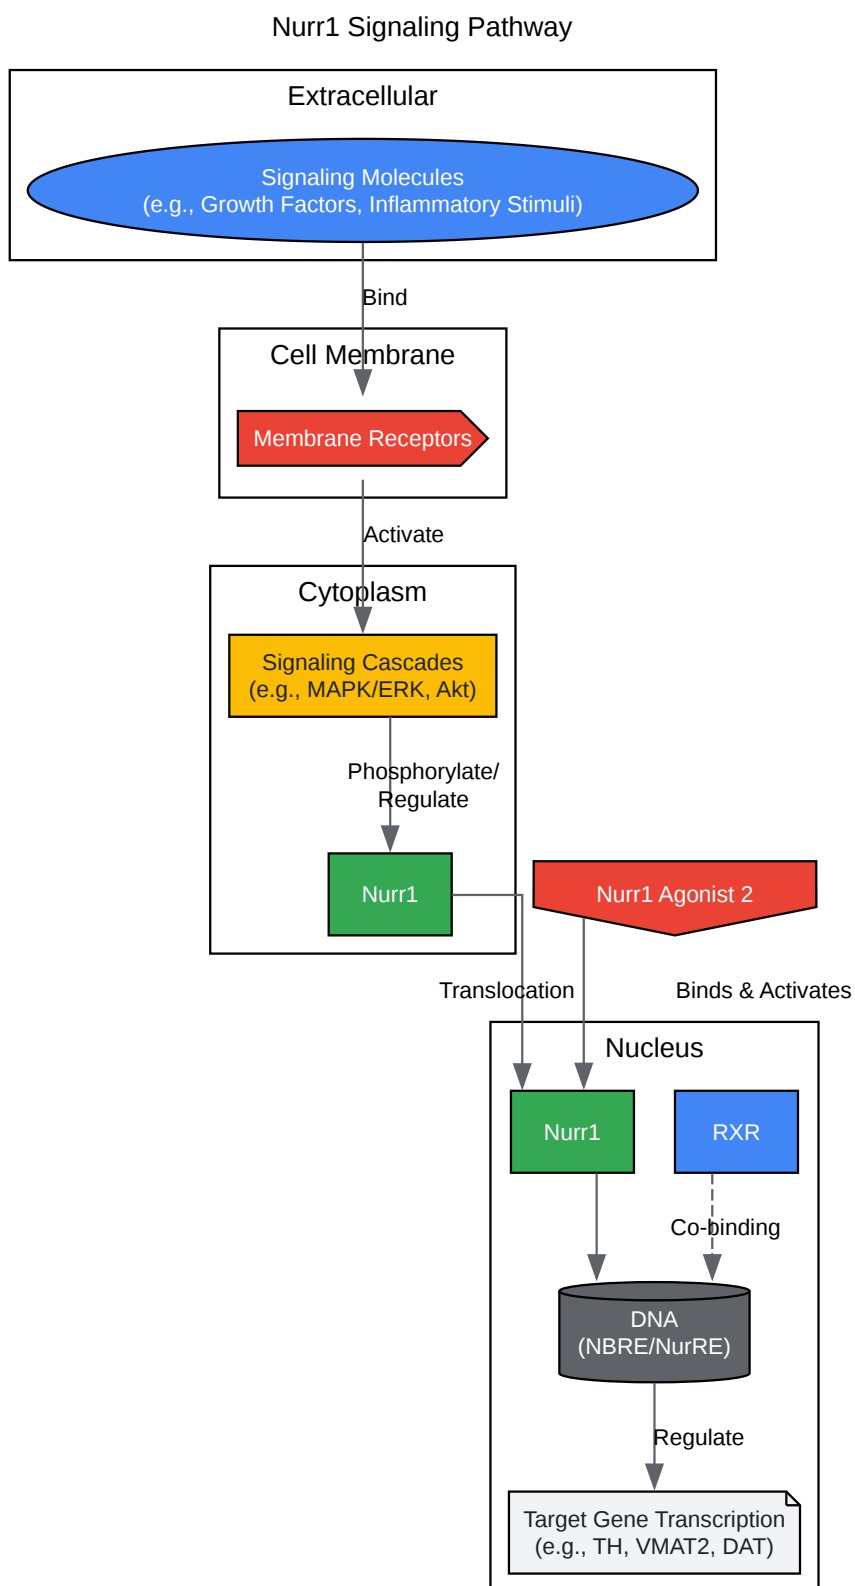 Nurr1 Signaling Pathway
Extracellular
Signaling Molecules
(e.g., Growth Factors, Inflammatory Stimuli)
Bind
Cell Membrane
Membrane Receptors
Activate
Cytoplasm
Signaling Cascades
(e.g., MAPK/ERK, Akt)
Phosphorylate/
Regulate
Nurr1
Nurr1 Agonist 2
Translocation
Binds & Activates
Nucleus
Nurr1
RXR
Co-binding
DNA
(NBRE/NurRE)
Regulate
Target Gene Transcription
(e.g., TH, VMAT2, DAT)